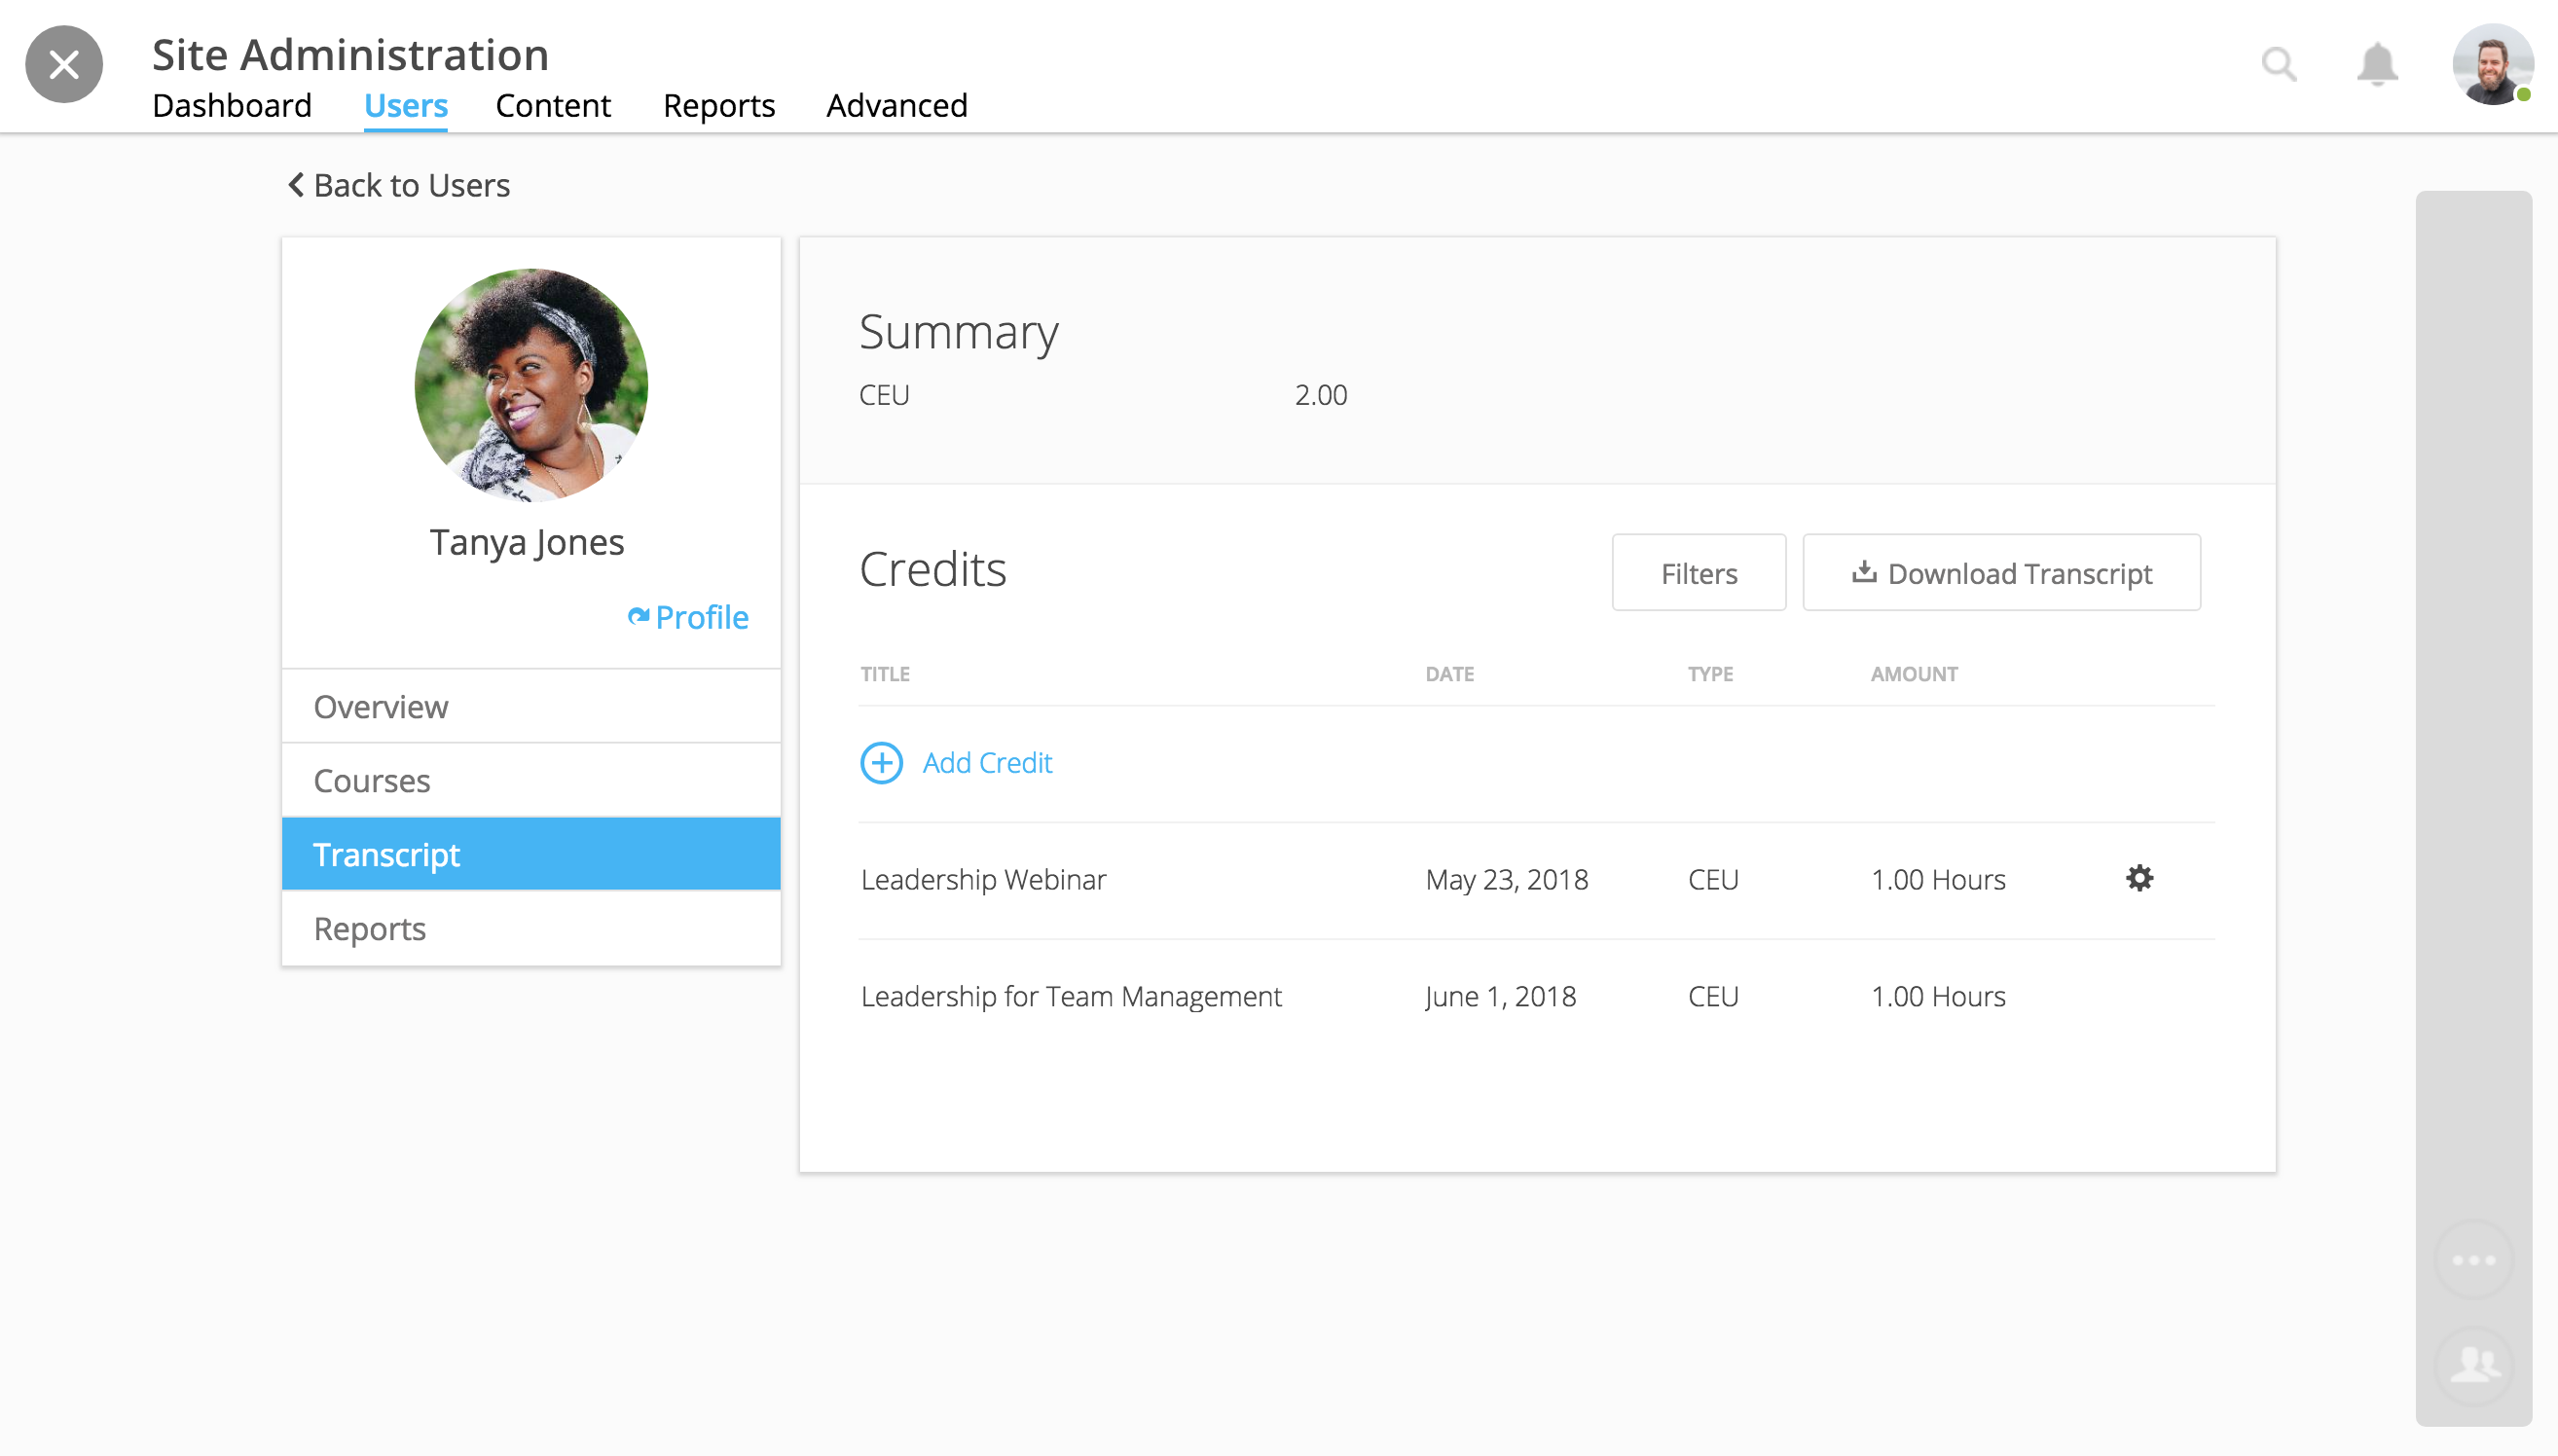 Site Administration
Dashboard Users Content Reports Advanced
Back to Users
Tanya Jones
Profile
Overview
Courses
Transcript
Reports
Summary
CEU 2.00
Credits
Filters Download Transcript
TITLE DATE TYPE AMOUNT
Add Credit
Leadership Webinar May 23, 2018 CEU 1.00 Hours
Leadership for Team Management June 1, 2018 CEU 1.00 Hours